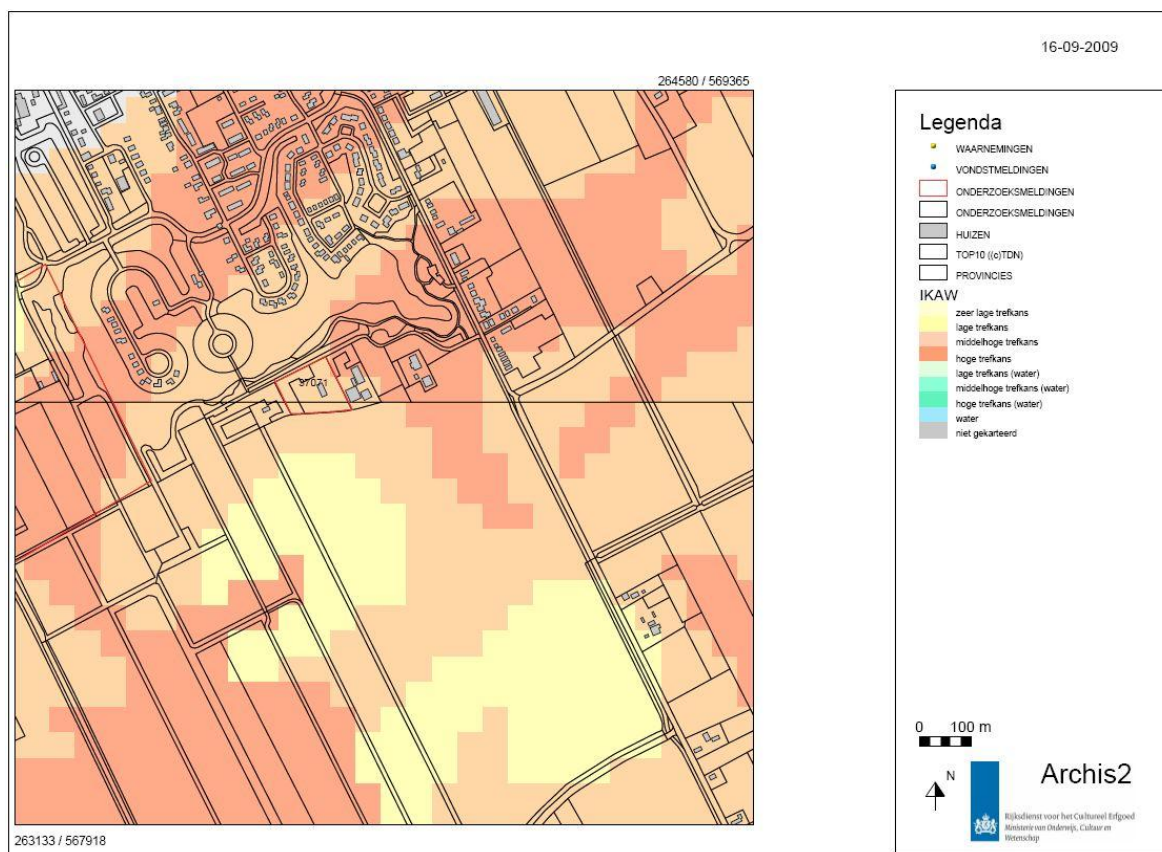 16-09-2009
264580 / 569365
37071
263133 / 567918
Legenda
WAARNEMINGEN
VONDSTMELDINGEN
ONDERZOEKSMELDINGEN
ONDERZOEKSMELDINGEN
HUIZEN
TOP10 ((c)TDN)
PROVINCIES
IKAW
zeer lage trefkans
lage trefkans
middelhoge trefkans
hoge trefkans
lage trefkans (water)
middelhoge trefkans (water)
hoge trefkans (water)
water
niet gekarteerd
0 100 m
N
Archis2
Rijksdienst voor het Cultureel Erfgoed
Ministerie van Onderwijs, Cultuur en
Wetenschap